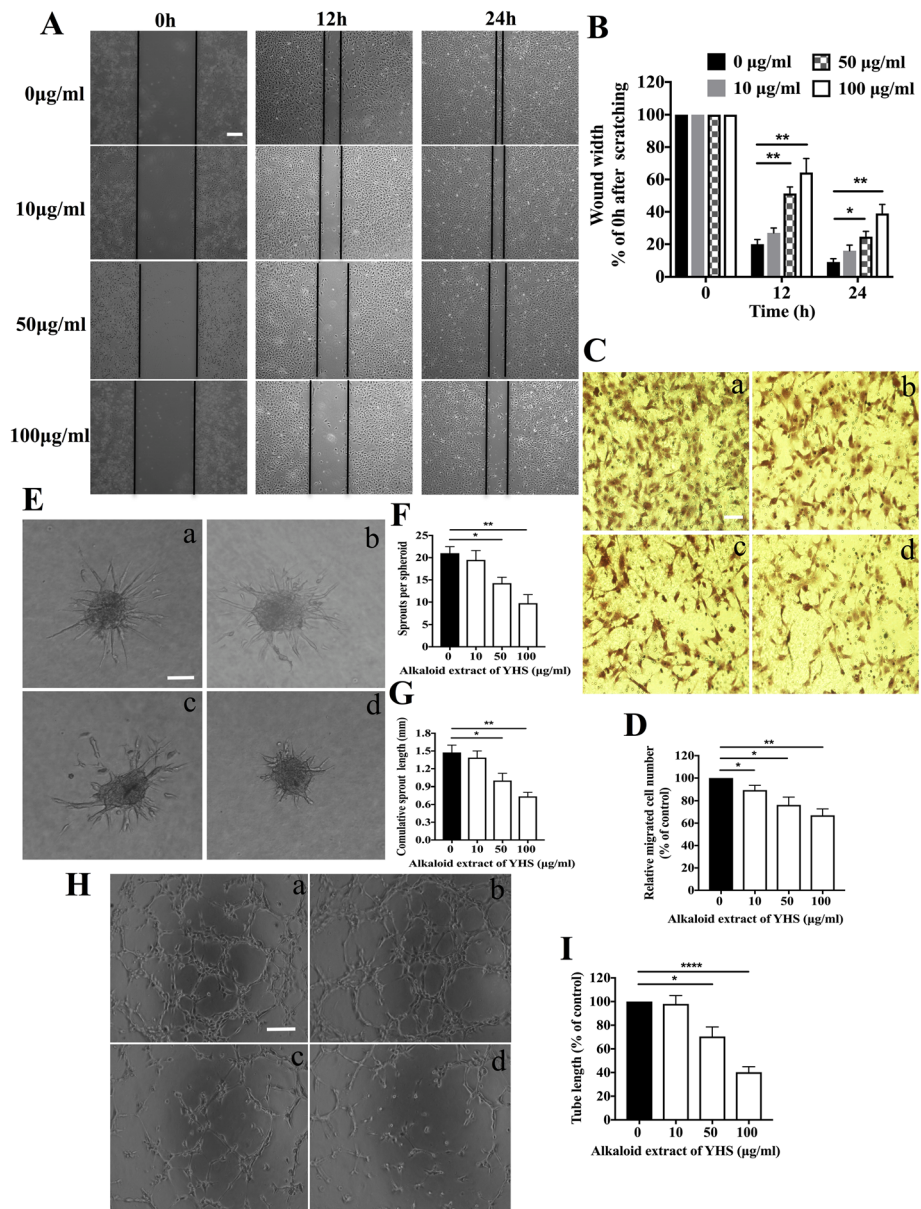 A
0h
12h
24h
0μg/ml
10μg/ml
50μg/ml
100μg/ml
B
0 μg/ml
50 μg/ml
10 μg/ml
100 μg/ml
Wound width
% of 0h after scratching
120
100
80
60
40
20
0
**
**
**
*
0
12
24
Time (h)
C
a
b
c
d
E
a
b
c
d
F
Sprouts per spheroid
25
20
15
10
5
0
**
*
0
10
50
100
Alkaloid extract of YHS (μg/ml)
G
Comulative sprout length (mm)
1.8
1.5
1.2
0.9
0.6
0.3
0.0
**
*
0
10
50
100
Alkaloid extract of YHS (μg/ml)
D
Relative migrated cell number
(% of control)
120
100
80
60
40
20
0
**
*
*
0
10
50
100
Alkaloid extract of YHS (μg/ml)
H
a
b
c
d
I
Tube length (% of control)
120
100
80
60
40
20
0
****
*
0
10
50
100
Alkaloid extract of YHS (μg/ml)